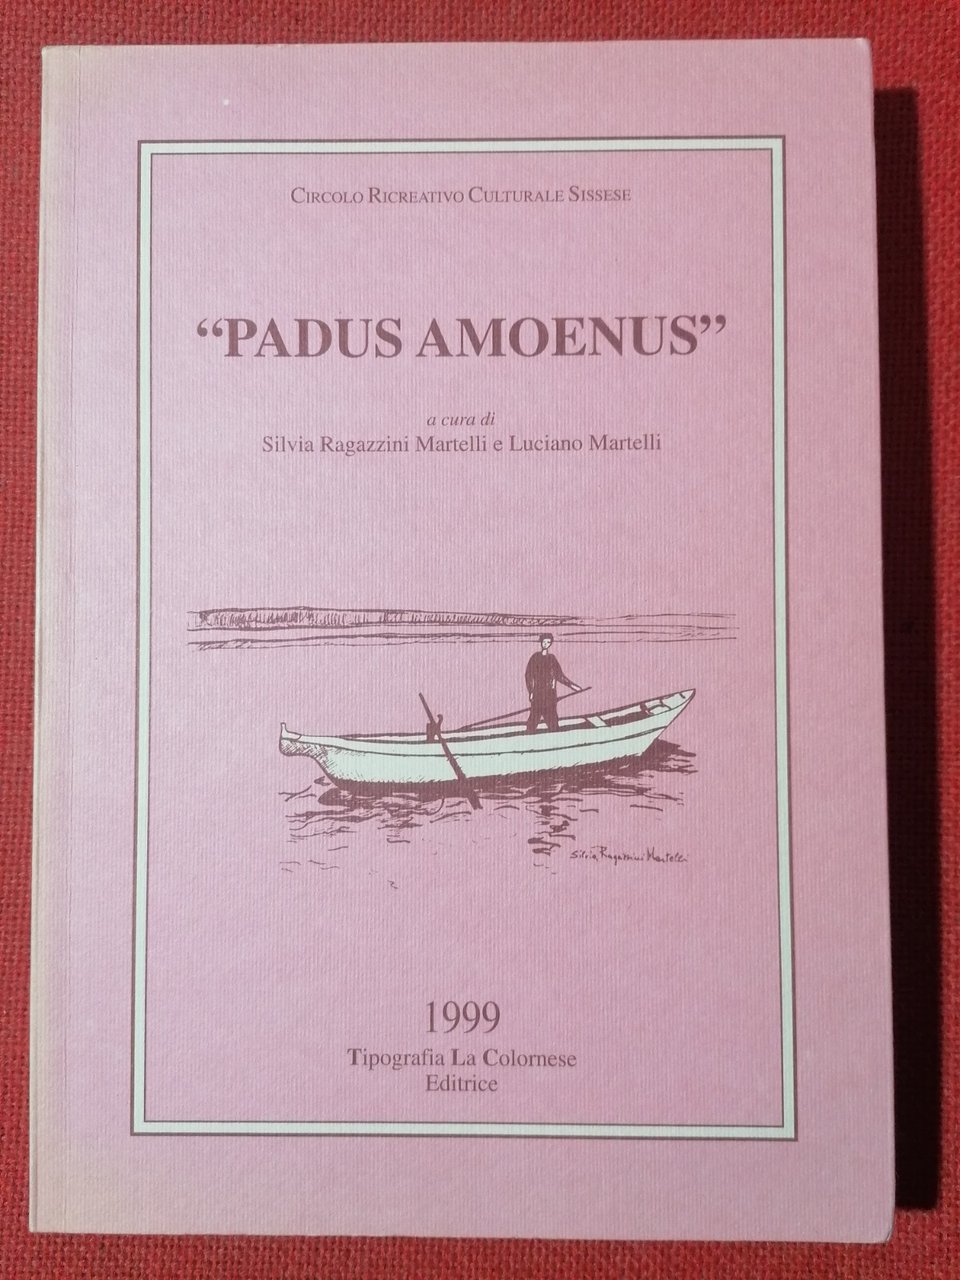 CIRCOLO RICREATIVO CULTURALE SISSESE
“PADUS AMOENUS”
a cura di
Silvia Ragazzini Martelli e Luciano Martelli
Silvia Ragazzini Martelli
1999
Tipografia La Colornese
Editrice